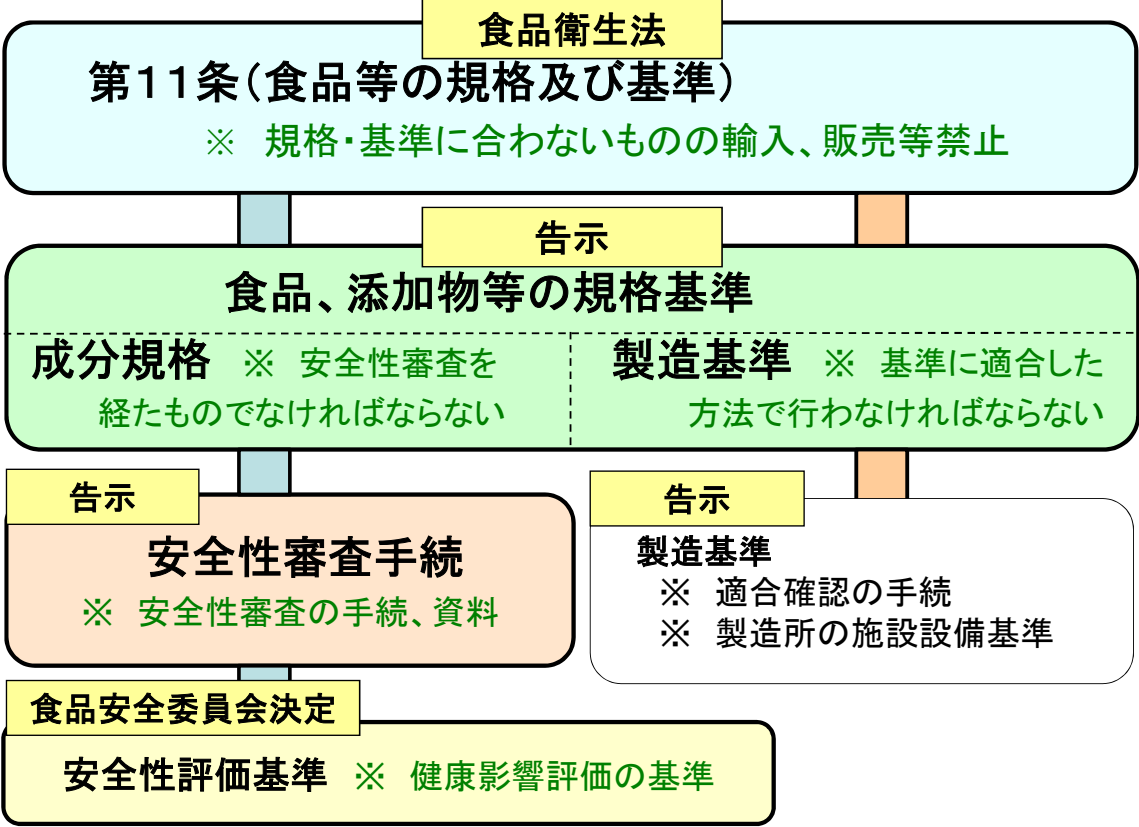 食品衛生法
第11条(食品等の規格及び基準)
※ 規格・基準に合わないものの輸入、販売等禁止
告示
食品、添加物等の規格基準
成分規格 ※ 安全性審査を
経たものでなければならない
製造基準 ※ 基準に適合した
方法で行わなければならない
告示
安全性審査手続
※ 安全性審査の手続、資料
告示
製造基準
※ 適合確認の手続
※ 製造所の施設設備基準
食品安全委員会決定
安全性評価基準 ※ 健康影響評価の基準